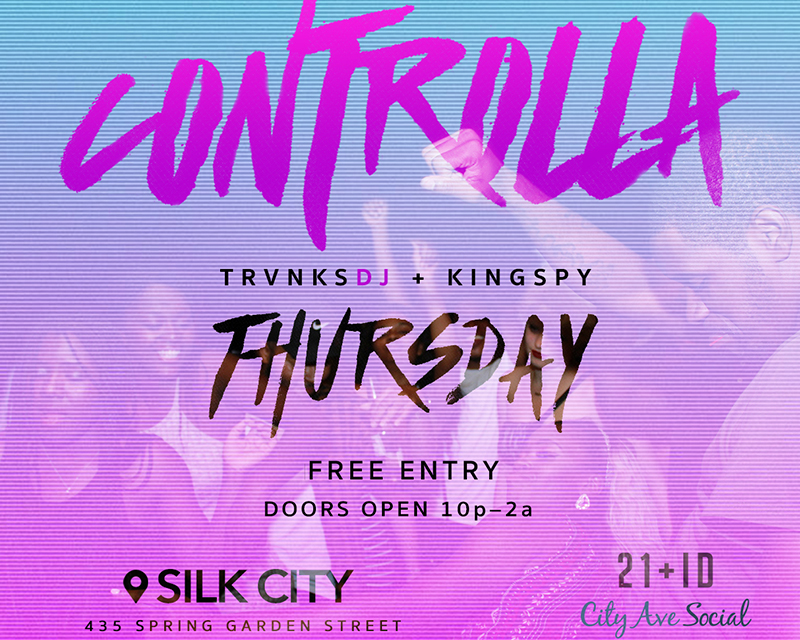 CONTROLLA
TRVNKSDJ + KINGSPY
THURSDAY
FREE ENTRY
DOORS OPEN 10p–2a
SILK CITY
435 SPRING GARDEN STREET
21+ID
City Ave Social